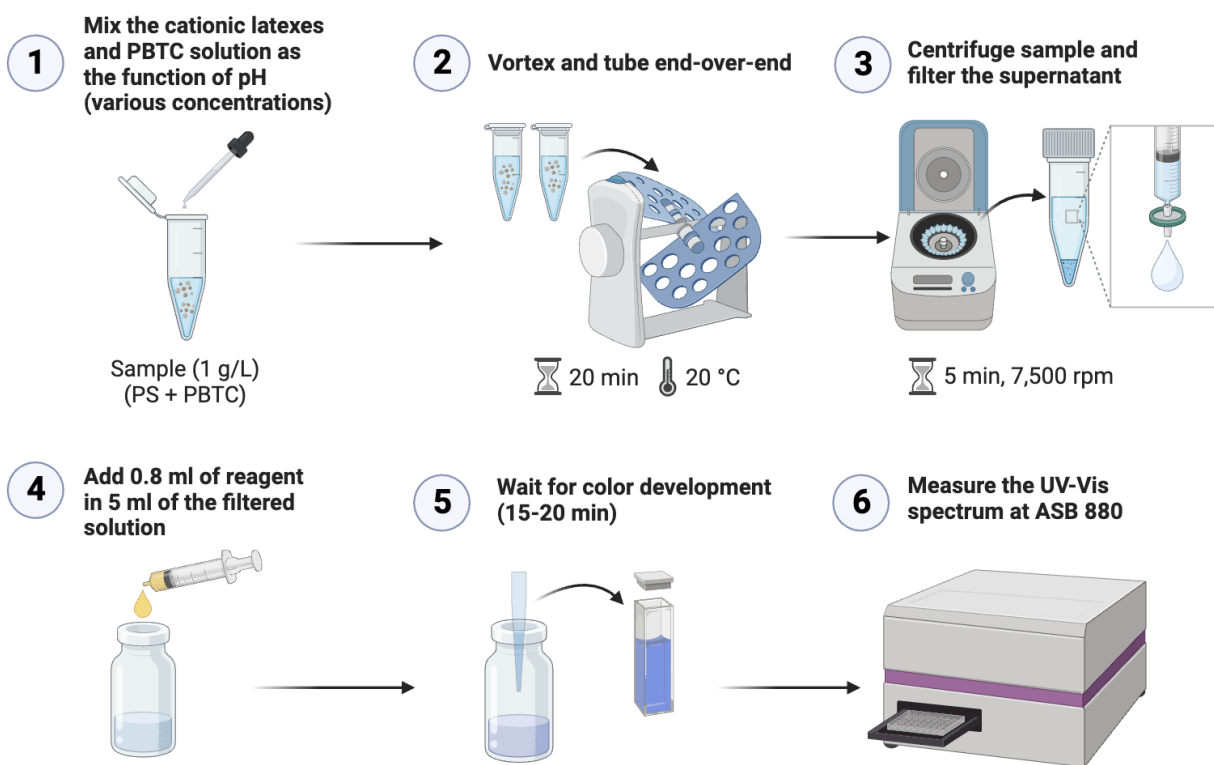 1
Mix the cationic latexes
and PBTC solution as
the function of pH
(various concentrations)
Sample (1 g/L)
(PS + PBTC)
2
Vortex and tube end-over-end
20 min
20 °C
3
Centrifuge sample and
filter the supernatant
5 min, 7,500 rpm
4
Add 0.8 ml of reagent
in 5 ml of the filtered
solution
5
Wait for color development
(15-20 min)
6
Measure the UV-Vis
spectrum at ASB 880